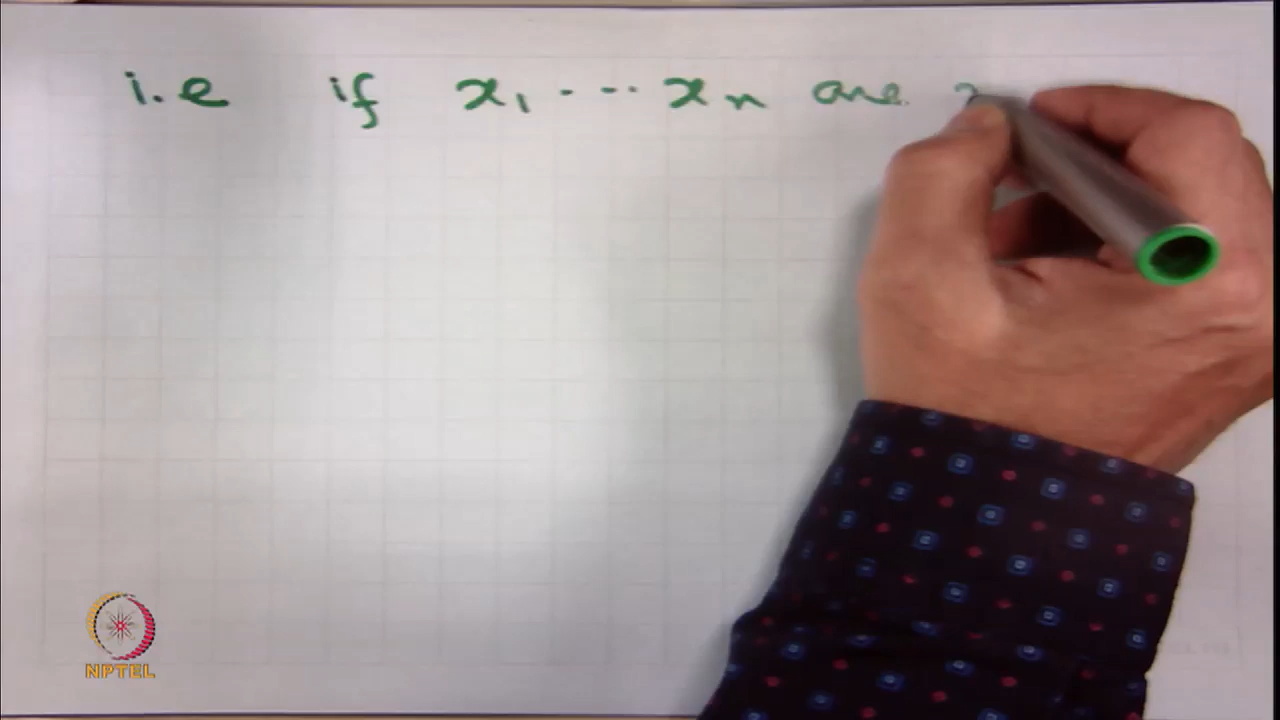 i.e if x₁ . ... xₙ are
NPTEL